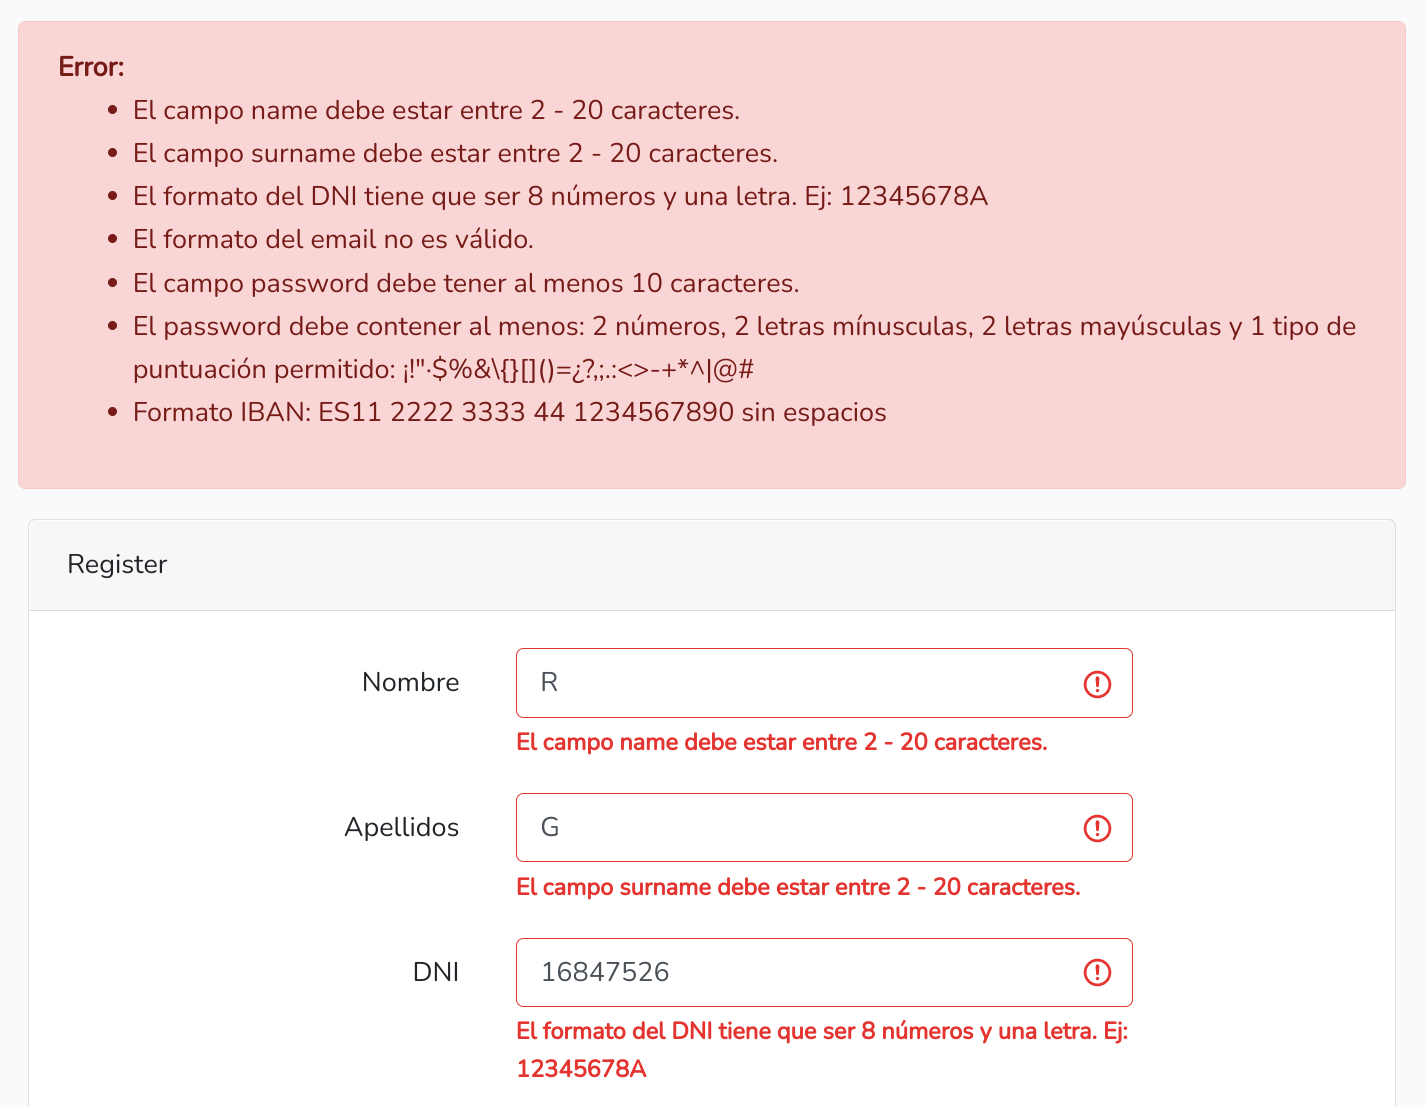 Error:
• El campo name debe estar entre 2 - 20 caracteres.
• El campo surname debe estar entre 2 - 20 caracteres.
• El formato del DNI tiene que ser 8 números y una letra. Ej: 12345678A
• El formato del email no es válido.
• El campo password debe tener al menos 10 caracteres.
• El password debe contener al menos: 2 números, 2 letras mínusculas, 2 letras mayúsculas y 1 tipo de
puntuación permitido: ¡!"·$%&\{}[]()=¿?,;.:<>-+*^|@#
• Formato IBAN: ES11 2222 3333 44 1234567890 sin espacios
Register
Nombre R
El campo name debe estar entre 2 - 20 caracteres.
Apellidos G
El campo surname debe estar entre 2 - 20 caracteres.
DNI 16847526
El formato del DNI tiene que ser 8 números y una letra. Ej:
12345678A